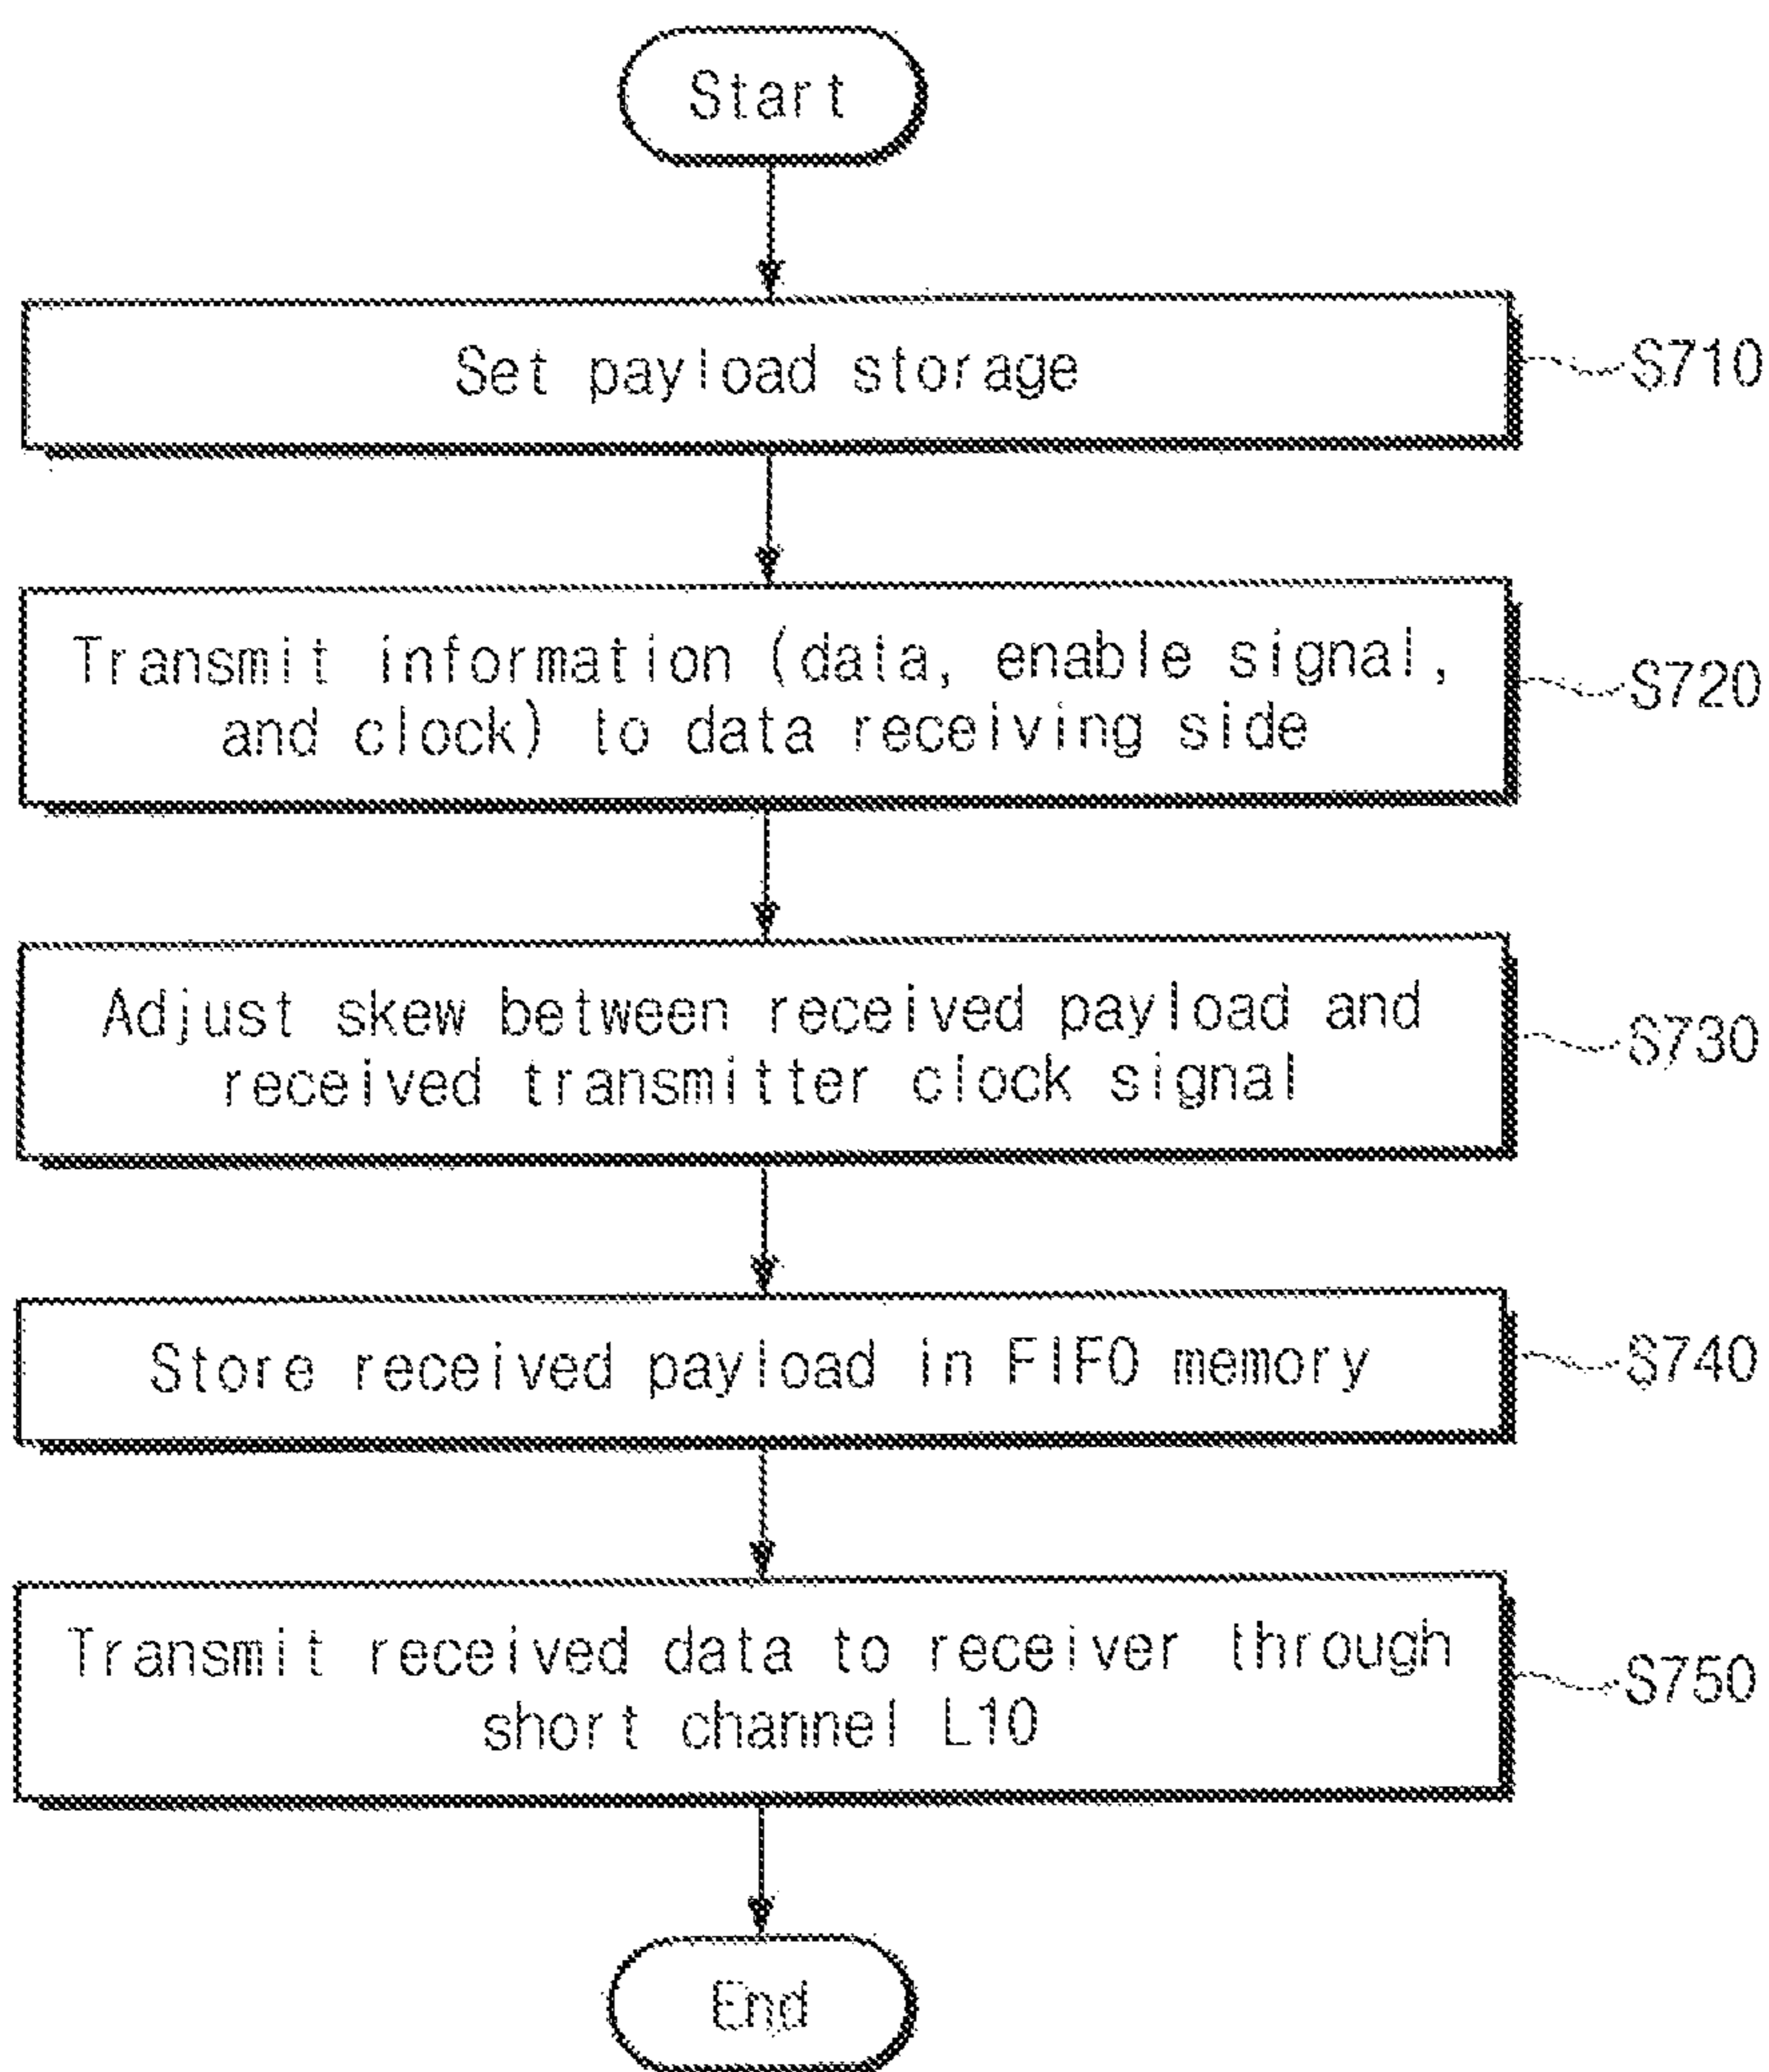 Start
Set payload storage
S710
Transmit information (data, enable signal,
and clock) to data receiving side
S720
Adjust skew between received payload and
received transmitter clock signal
S730
Store received payload in FIFO memory
S740
Transmit received data to receiver through
short channel L10
S750
End